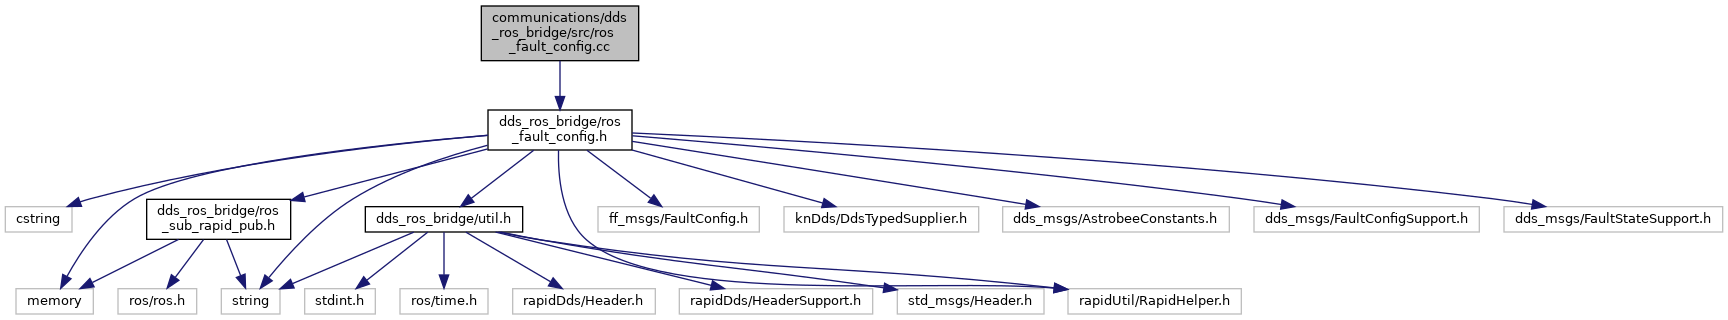 communications/dds
_ros_bridge/src/ros
_fault_config.cc
dds_ros_bridge/ros
_fault_config.h
cstring
dds_ros_bridge/ros
_sub_rapid_pub.h
dds_ros_bridge/util.h
ff_msgs/FaultConfig.h
knDds/DdsTypedSupplier.h
dds_msgs/AstrobeeConstants.h
dds_msgs/FaultConfigSupport.h
dds_msgs/FaultStateSupport.h
memory
ros/ros.h
string
stdint.h
ros/time.h
rapidDds/Header.h
rapidDds/HeaderSupport.h
std_msgs/Header.h
rapidUtil/RapidHelper.h